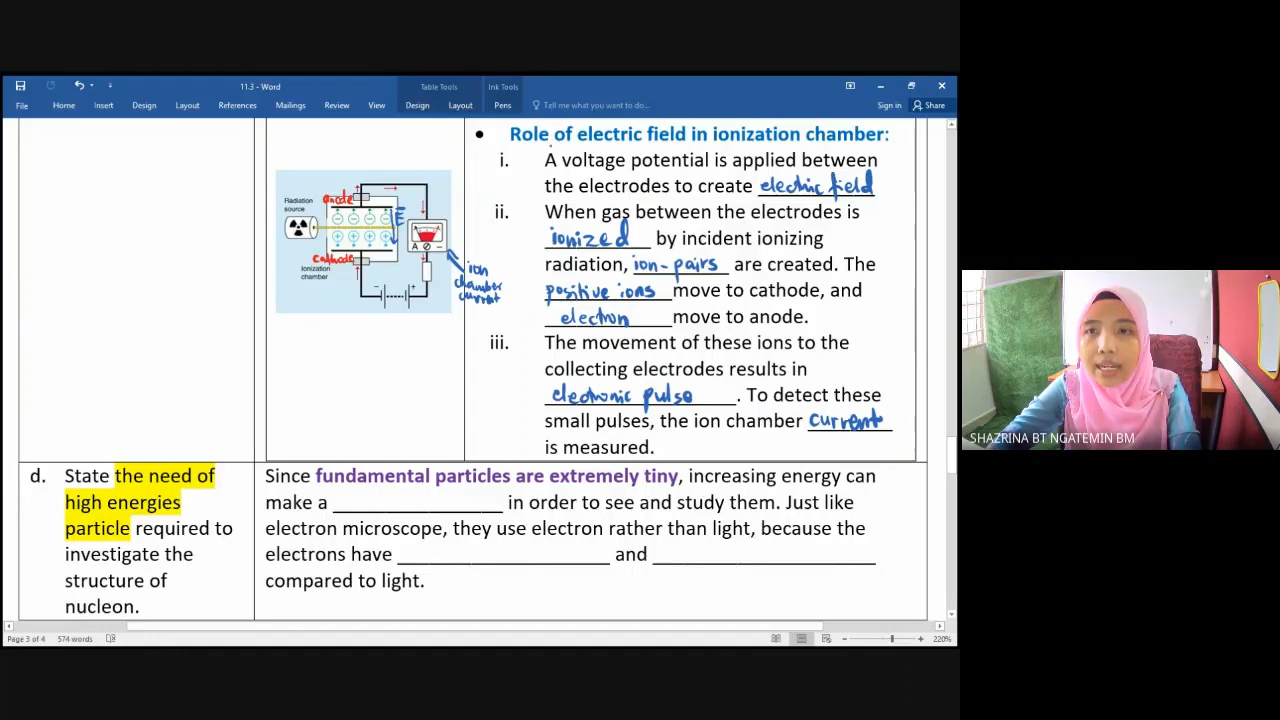 11.3 - Word
Table Tools
Ink Tools
File Home Insert Design Layout References Mailings Review View Design Layout Pens Tell me what you want to do... Sign in Share
• Role of electric field in ionization chamber:
i. A voltage potential is applied between
the electrodes to create electric field
ii. When gas between the electrodes is
ionized by incident ionizing
radiation, ion-pairs are created. The
positive ions move to cathode, and
electron move to anode.
iii. The movement of these ions to the
collecting electrodes results in
electronic pulse. To detect these
small pulses, the ion chamber current
is measured.
Radiation
source
anode
E
A
cathode
Ionization
chamber
ion
chamber
current
- +
d. State the need of
high energies
particle required to
investigate the
structure of
nucleon.
Since fundamental particles are extremely tiny, increasing energy can
make a __________________ in order to see and study them. Just like
electron microscope, they use electron rather than light, because the
electrons have ______________________ and _______________________
compared to light.
Page 3 of 4 574 words
220%
SHAZRINA BT NGATEMIN BM